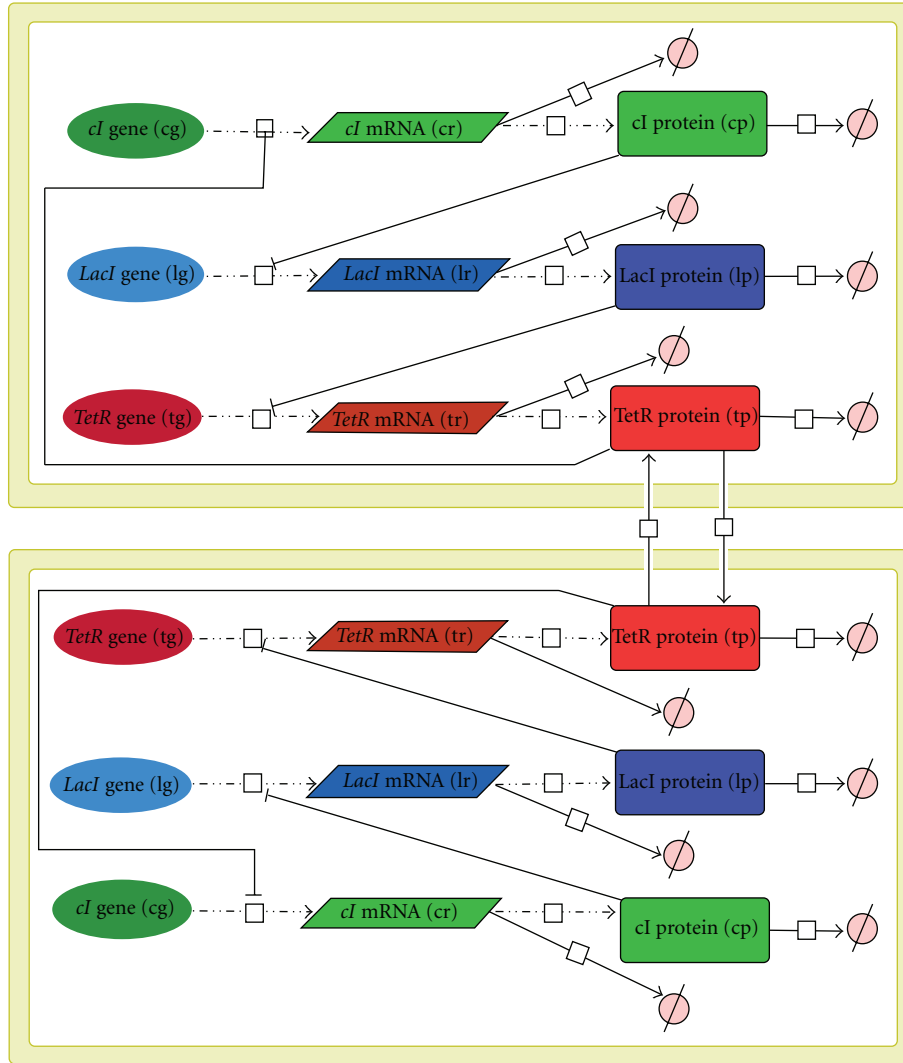 cI gene (cg)
cI mRNA (cr)
cI protein (cp)
LacI gene (lg)
LacI mRNA (lr)
LacI protein (lp)
TetR gene (tg)
TetR mRNA (tr)
TetR protein (tp)
TetR gene (tg)
TetR mRNA (tr)
TetR protein (tp)
LacI gene (lg)
LacI mRNA (lr)
LacI protein (lp)
cI gene (cg)
cI mRNA (cr)
cI protein (cp)